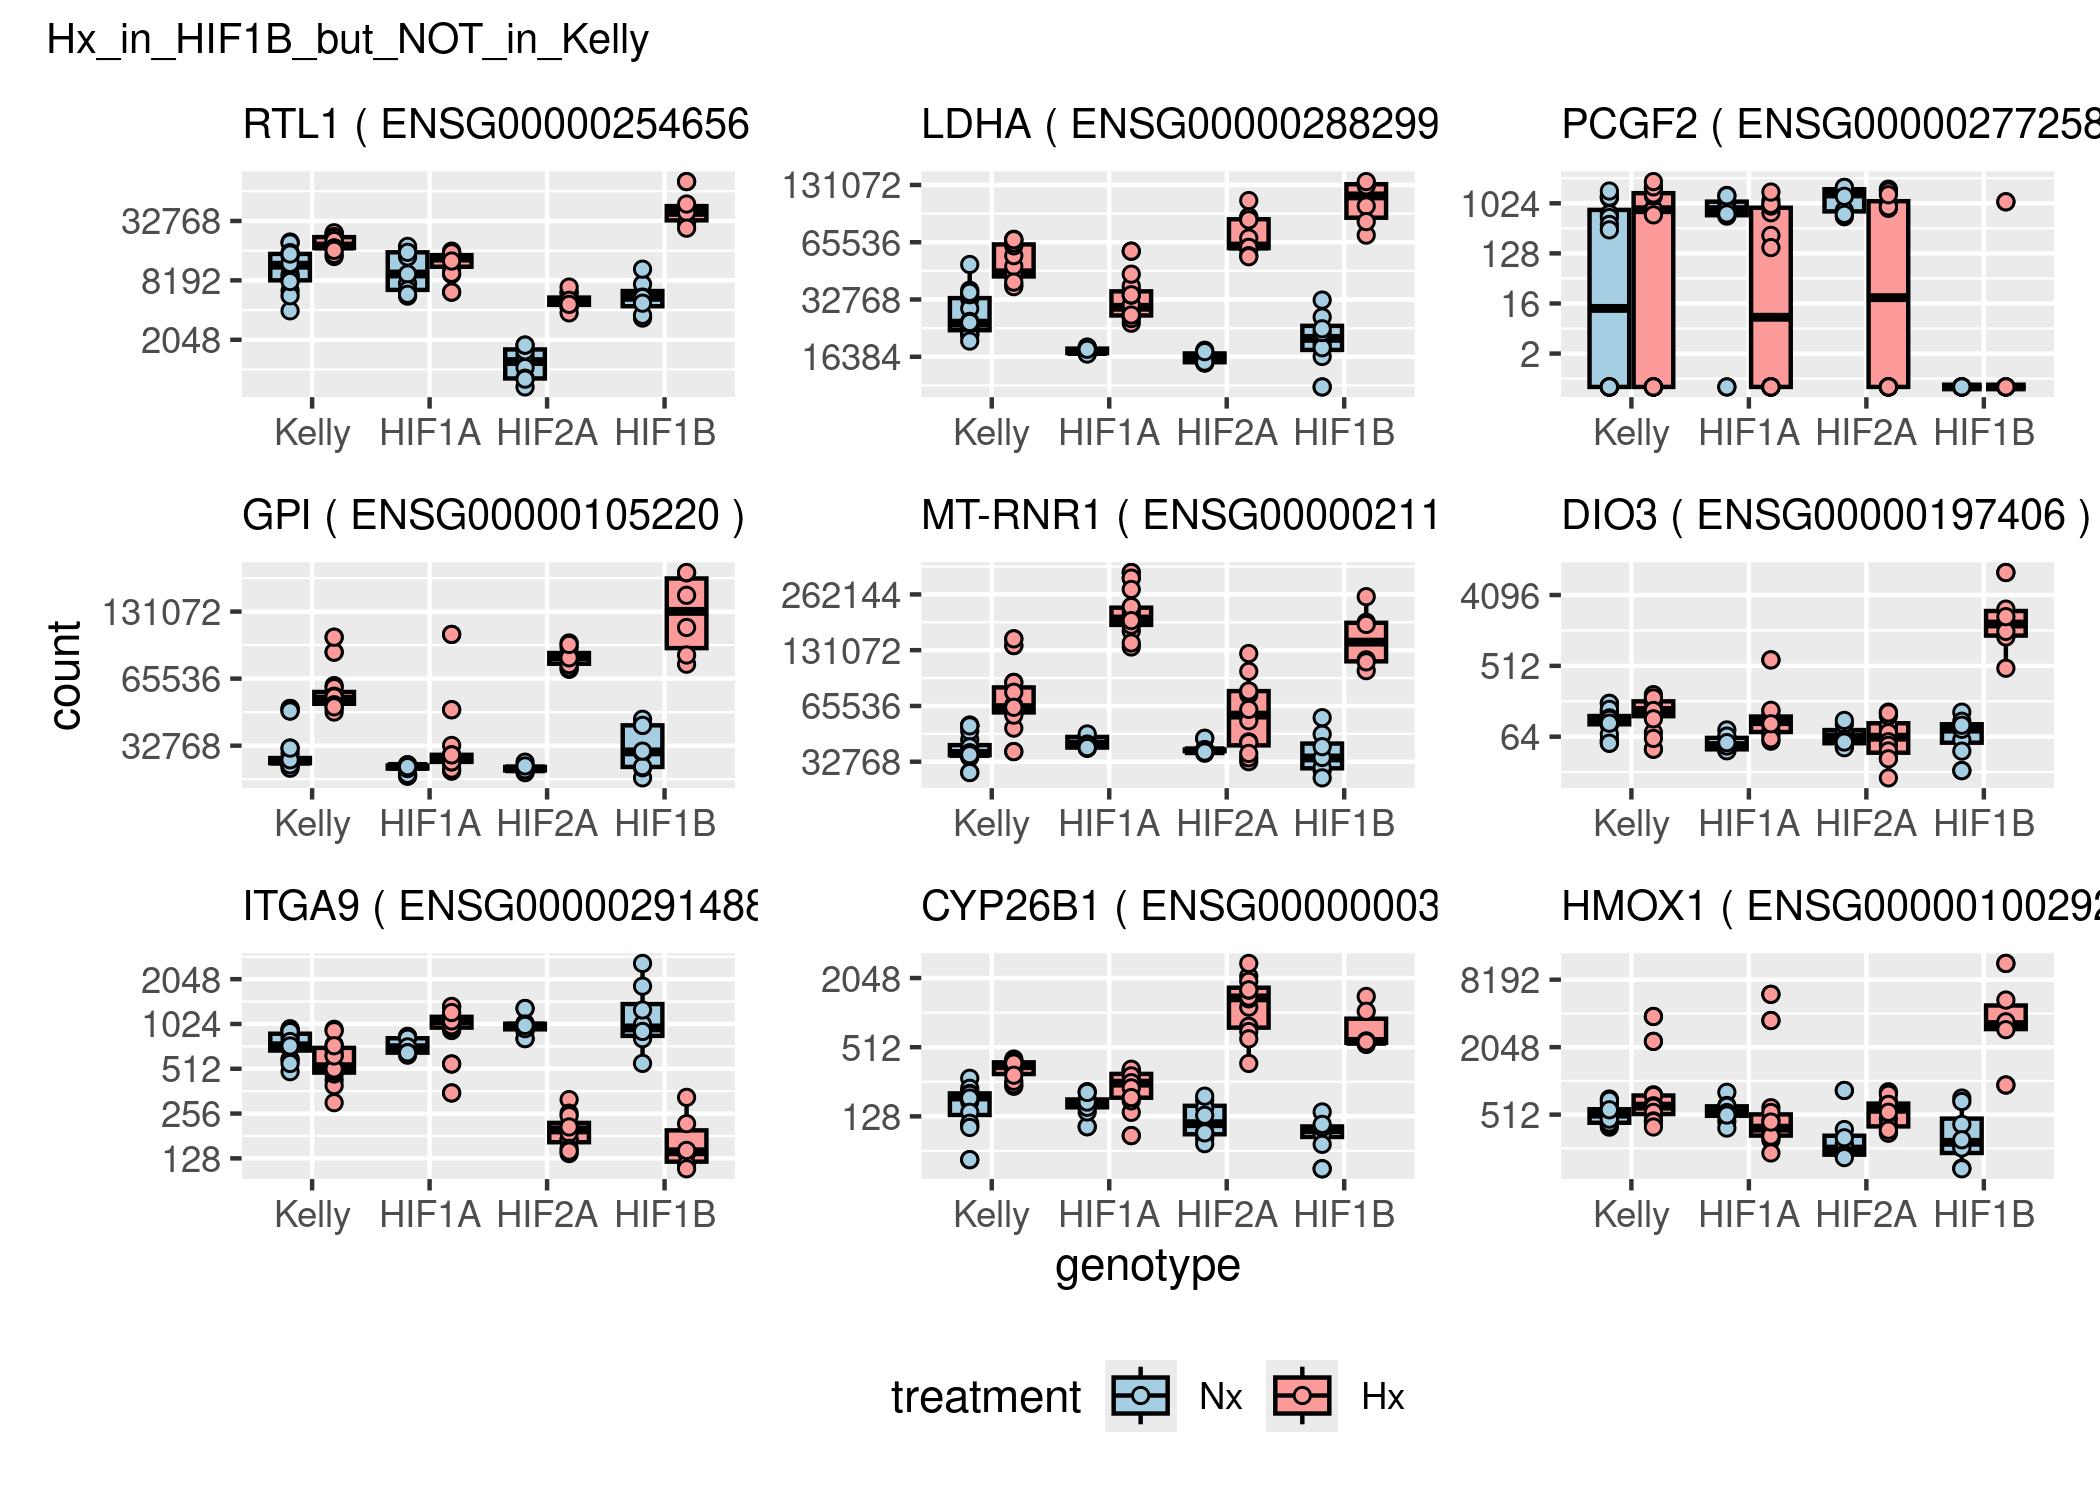 Hx_in_HIF1B_but_NOT_in_Kelly
RTL1 ( ENSG00000254656
LDHA ( ENSG00000288299
PCGF2 ( ENSG00000277258
32768
8192
2048
Kelly HIF1A HIF2A HIF1B
131072
65536
32768
16384
Kelly HIF1A HIF2A HIF1B
1024
128
16
2
Kelly HIF1A HIF2A HIF1B
count
GPI ( ENSG00000105220 )
MT-RNR1 ( ENSG00000211
DIO3 ( ENSG00000197406 )
131072
65536
32768
Kelly HIF1A HIF2A HIF1B
262144
131072
65536
32768
Kelly HIF1A HIF2A HIF1B
4096
512
64
Kelly HIF1A HIF2A HIF1B
ITGA9 ( ENSG00000291488
CYP26B1 ( ENSG00000003
HMOX1 ( ENSG00000100292
2048
1024
512
256
128
Kelly HIF1A HIF2A HIF1B
2048
512
128
Kelly HIF1A HIF2A HIF1B
8192
2048
512
Kelly HIF1A HIF2A HIF1B
genotype
treatment Nx Hx